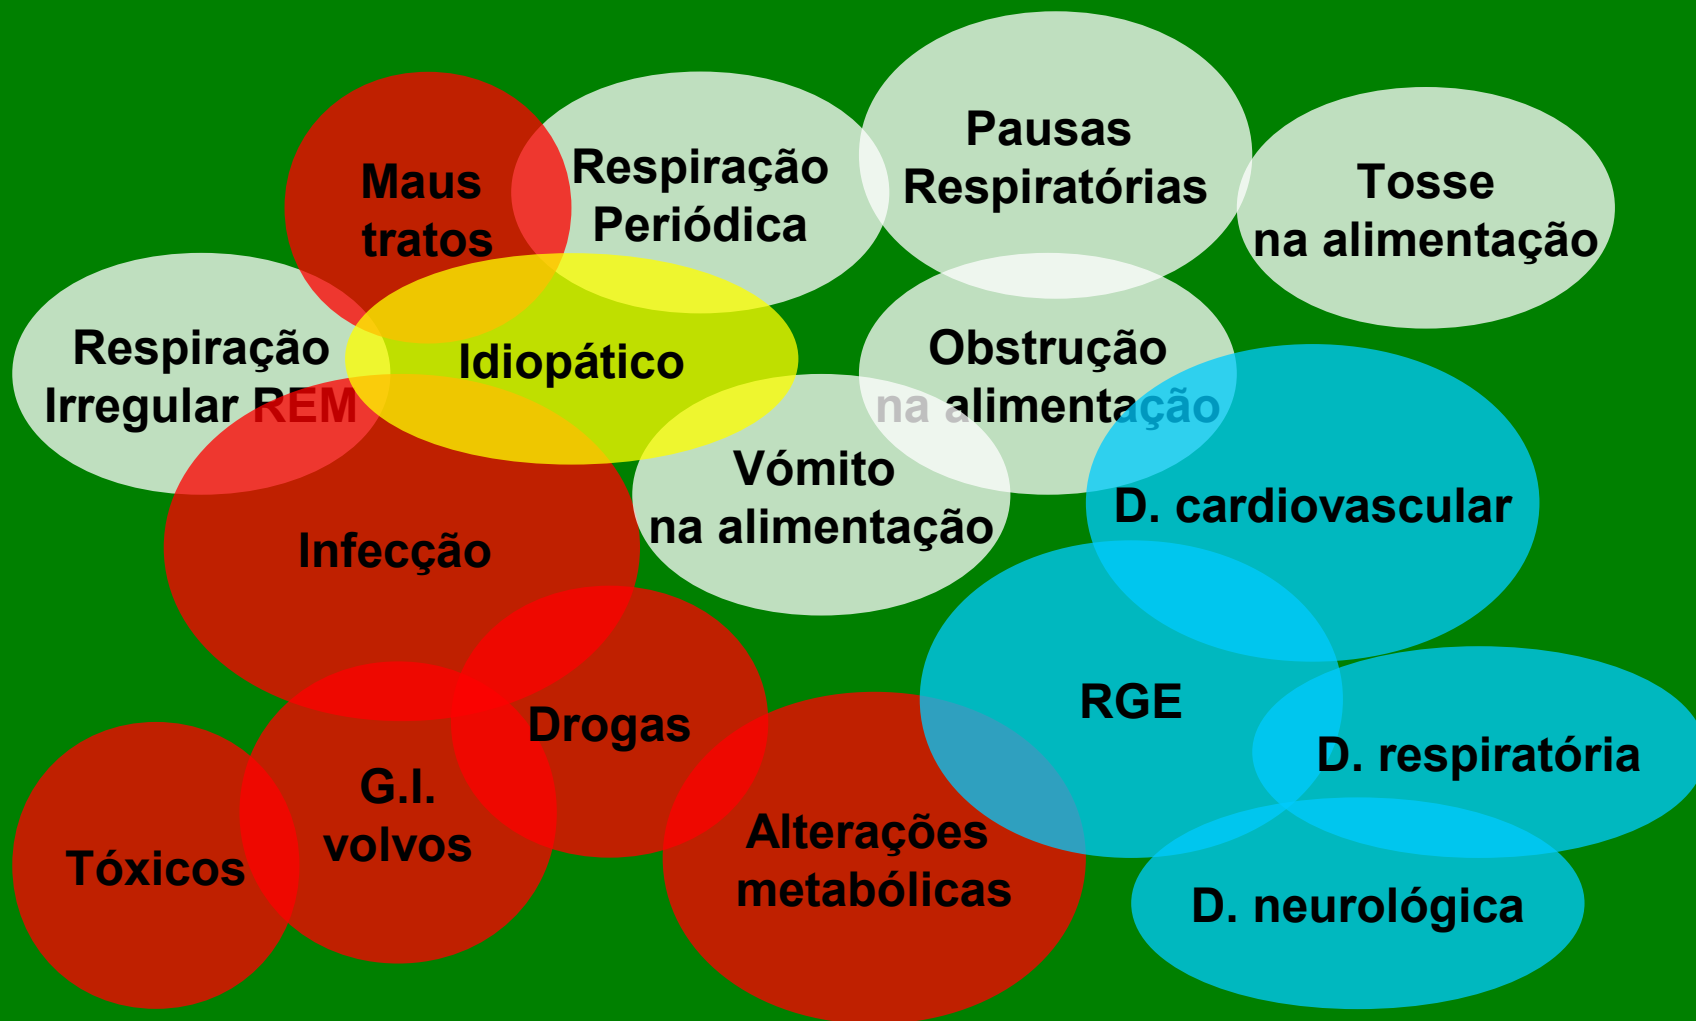 Maus
tratos
Respiração
Periódica
Pausas
Respiratórias
Tosse
na alimentação
Respiração
Irregular REM
Idiopático
Obstrução
na alimentação
Vómito
na alimentação
D. cardiovascular
Infecção
RGE
Drogas
D. respiratória
G.I.
volvos
Tóxicos
Alterações
metabólicas
D. neurológica